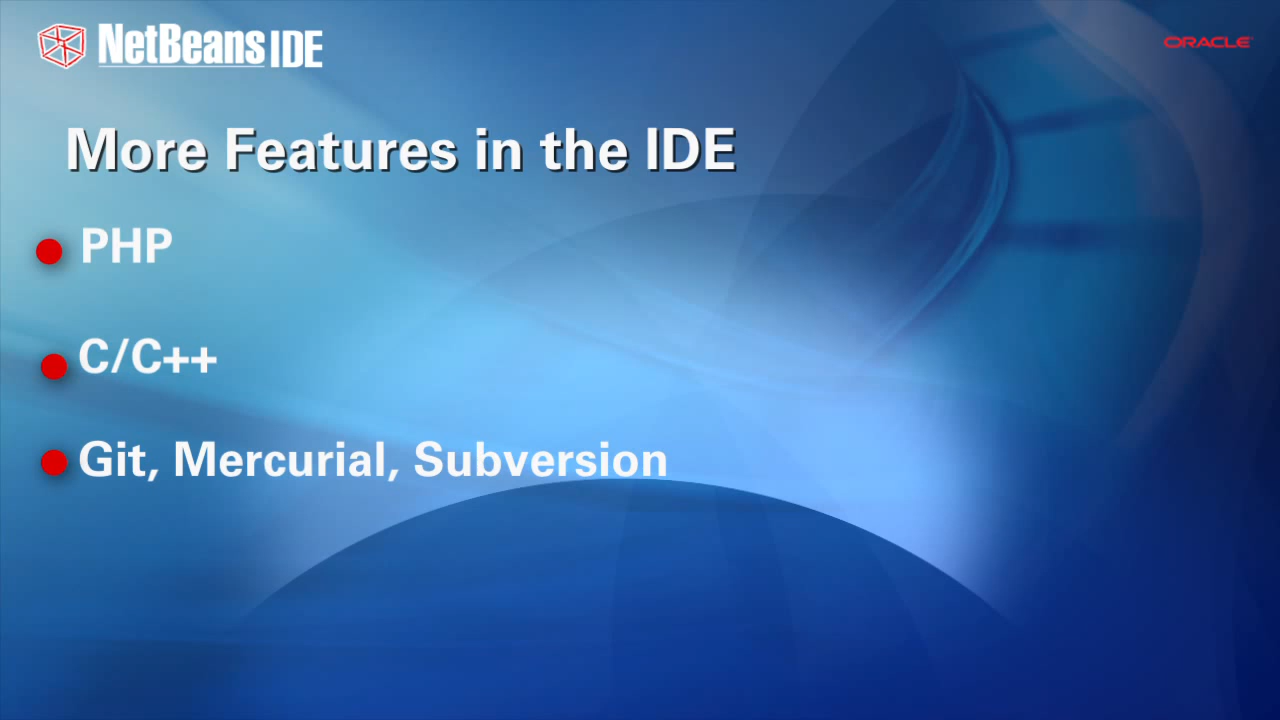 NetBeans IDE
ORACLE
More Features in the IDE
PHP
C/C++
Git, Mercurial, Subversion